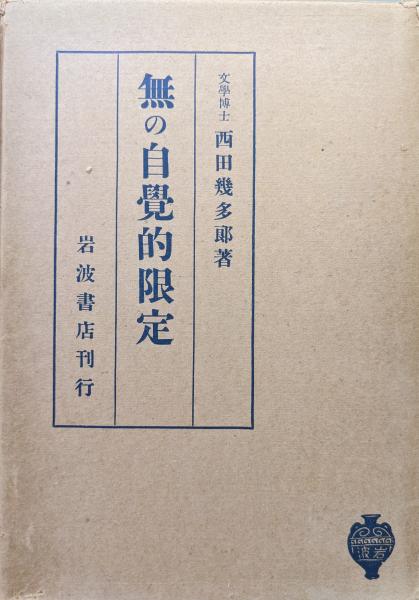 文學博士 西田幾多郎著
無の自覺的限定
岩波書店刊行
岩波